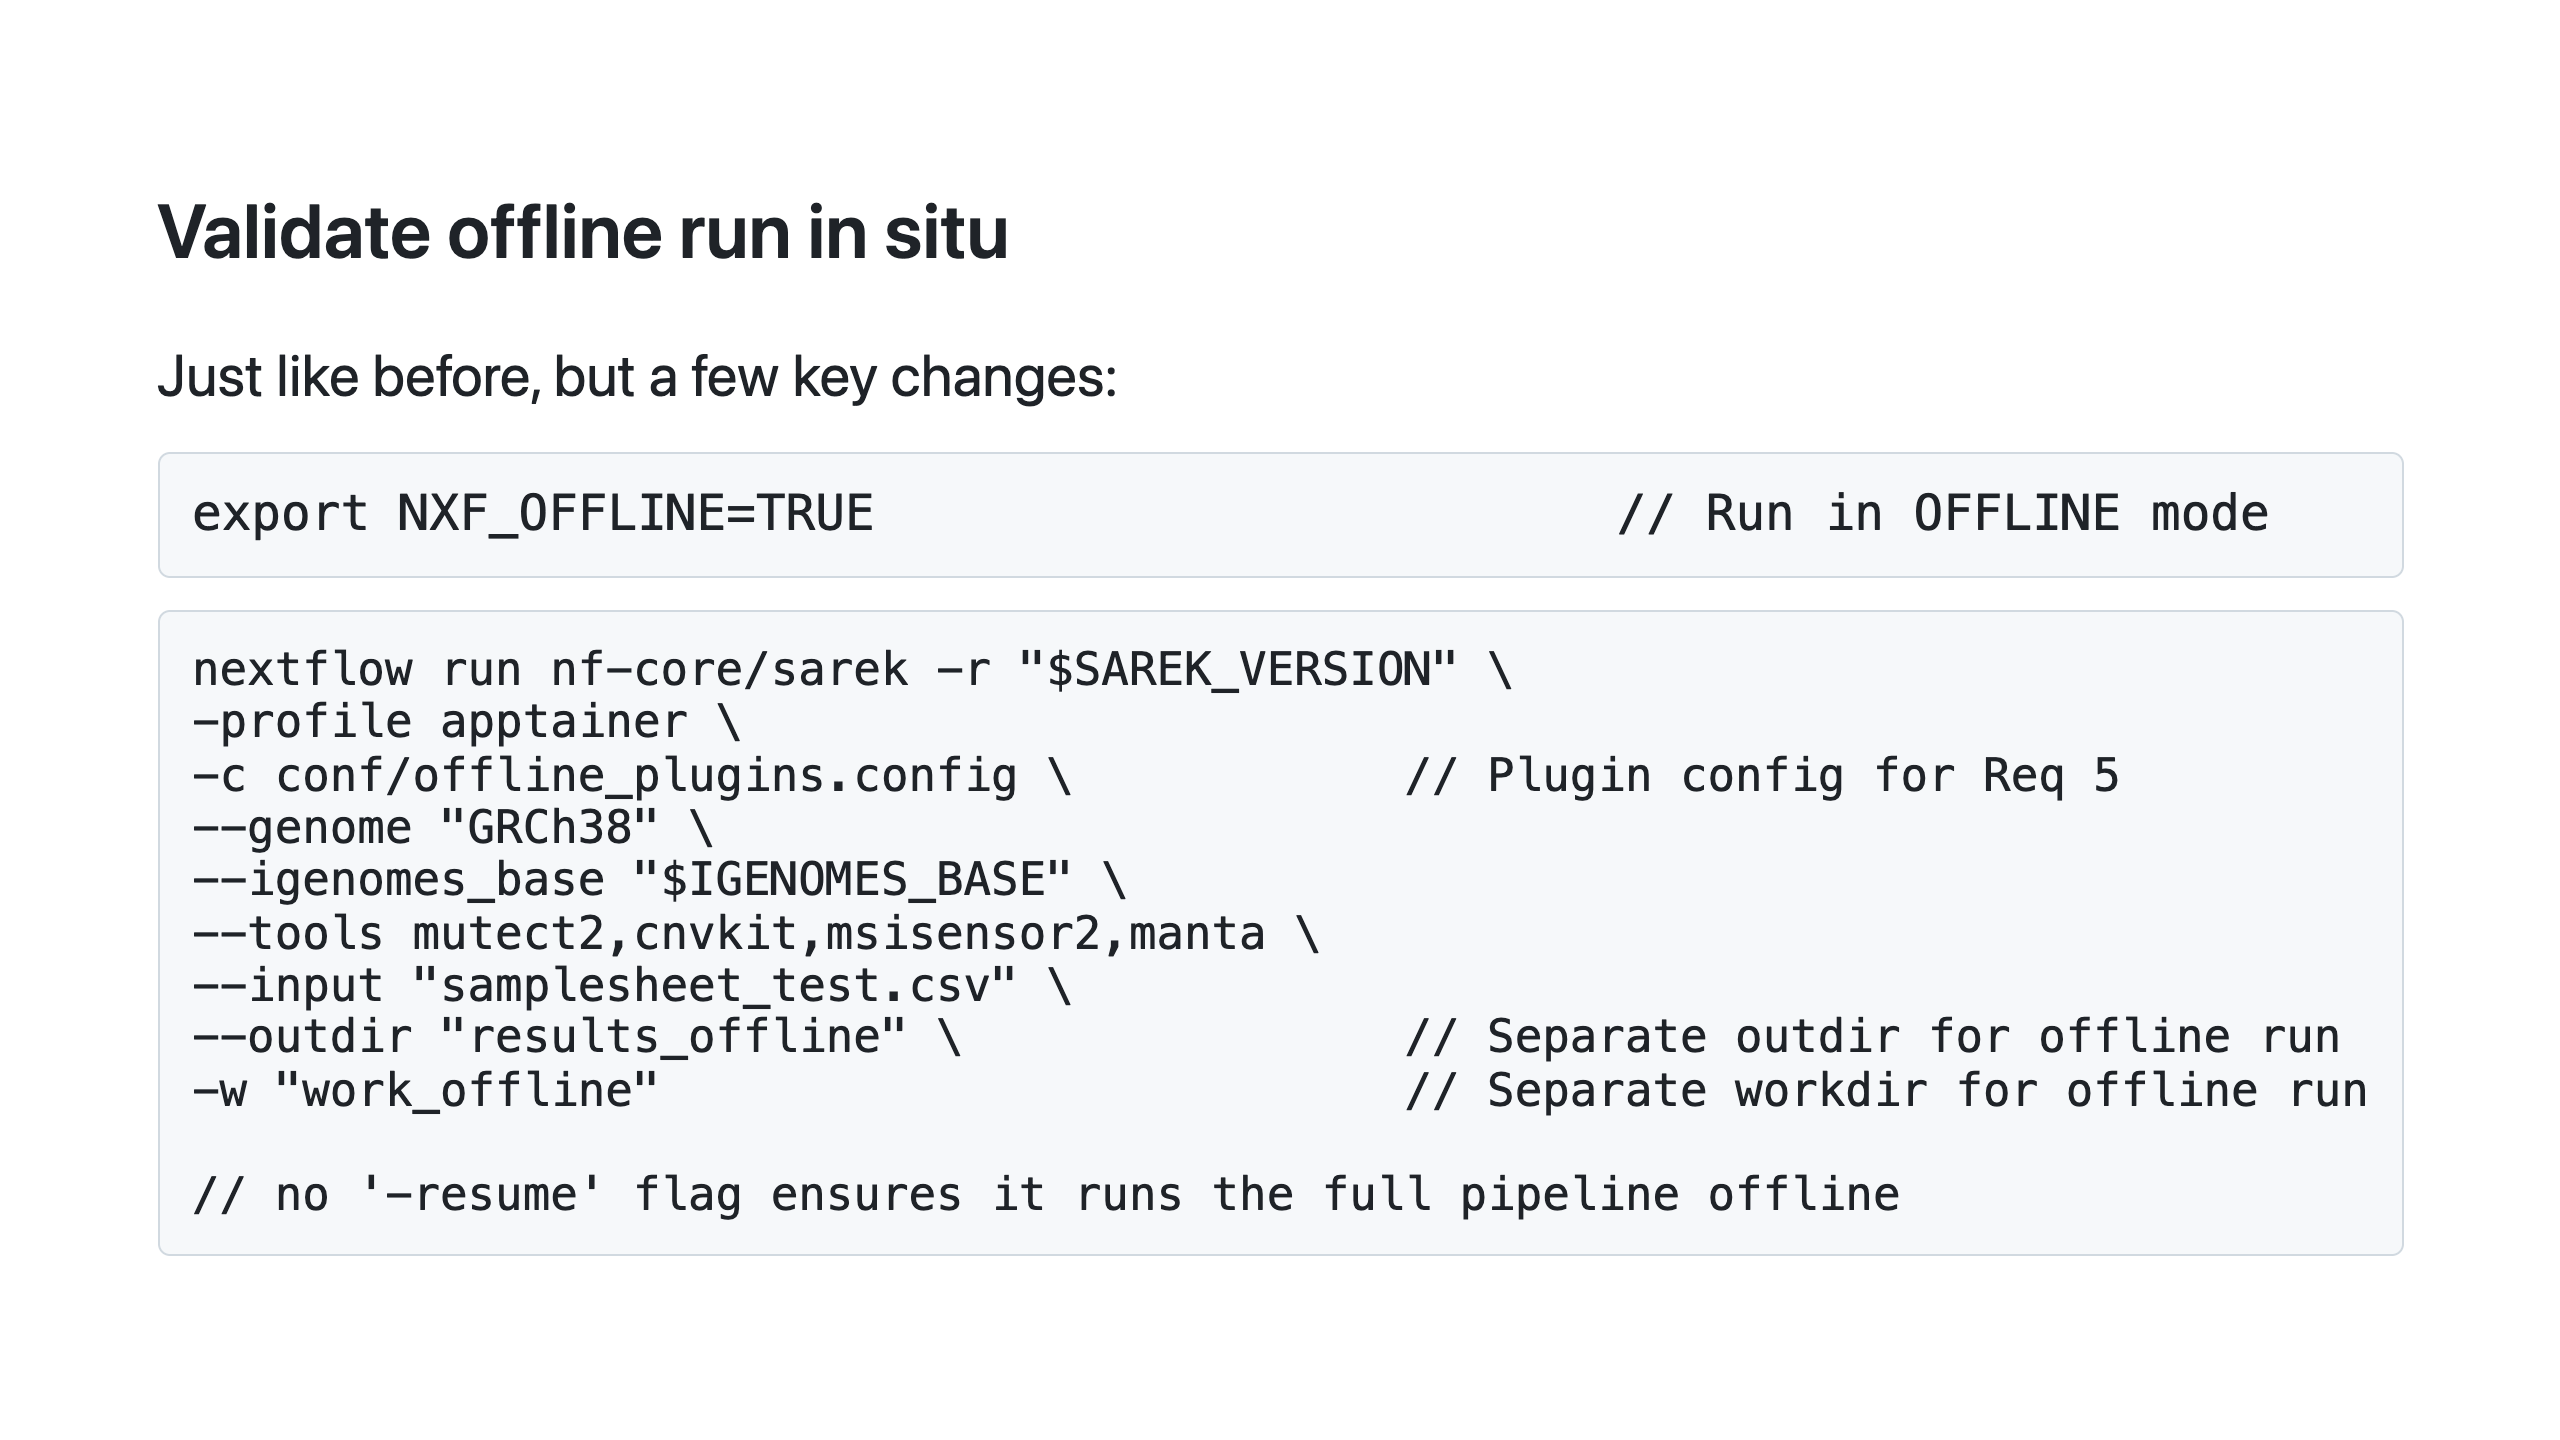 Validate offline run in situ
Just like before, but a few key changes:
export NXF_OFFLINE=TRUE // Run in OFFLINE mode
nextflow run nf-core/sarek -r "$SAREK_VERSION" \
-profile apptainer \
-c conf/offline_plugins.config \ // Plugin config for Req 5
--genome "GRCh38" \
--igenomes_base "$IGENOMES_BASE" \
--tools mutect2,cnvkit,msisensor2,manta \
--input "samplesheet_test.csv" \
--outdir "results_offline" \ // Separate outdir for offline run
-w "work_offline" // Separate workdir for offline run
// no '-resume' flag ensures it runs the full pipeline offline